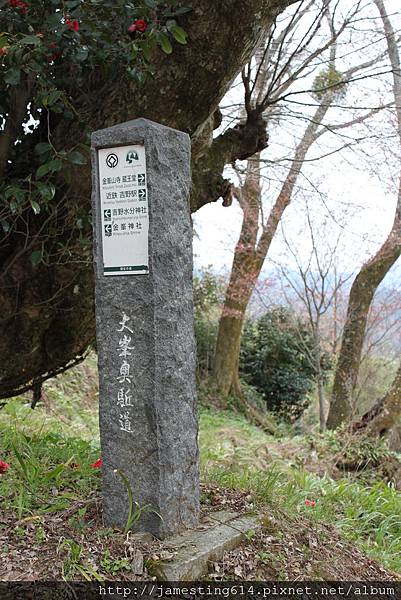 金峯山寺 蔵王堂
近鉄 吉野駅
吉野水分神社
金峯神社
大峯奥駈道
http://jamesting614.pixnet.net/blog